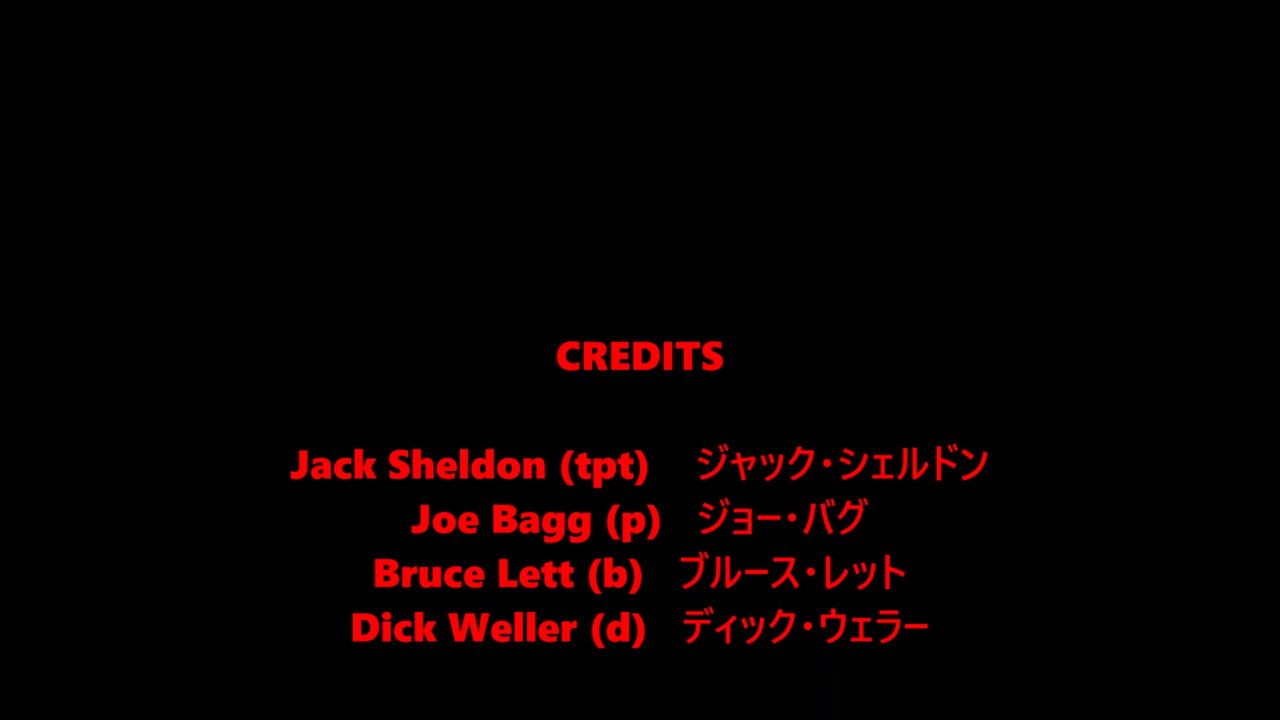 CREDITS
Jack Sheldon (tpt) ジャック・シェルドン
Joe Bagg (p) ジョー・バグ
Bruce Lett (b) ブルース・レット
Dick Weller (d) ディック・ウェラー